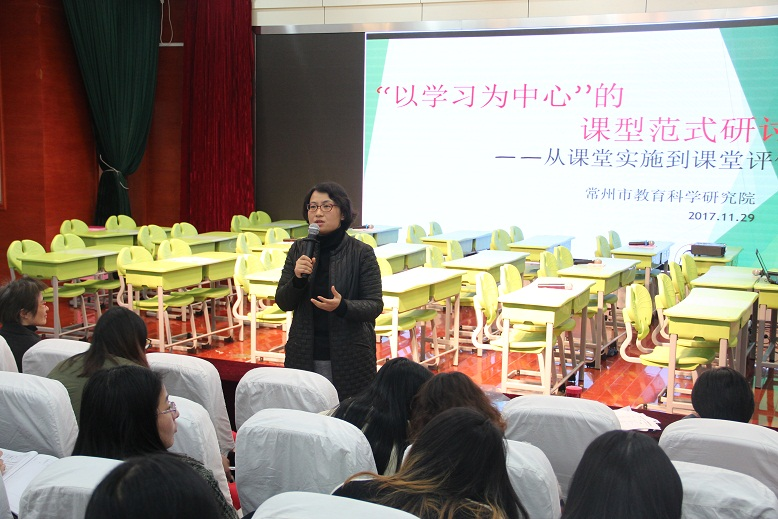 “以学习为中心”的
课型范式研讨
——从课堂实施到课堂评
常州市教育科学研究院
2017.11.29